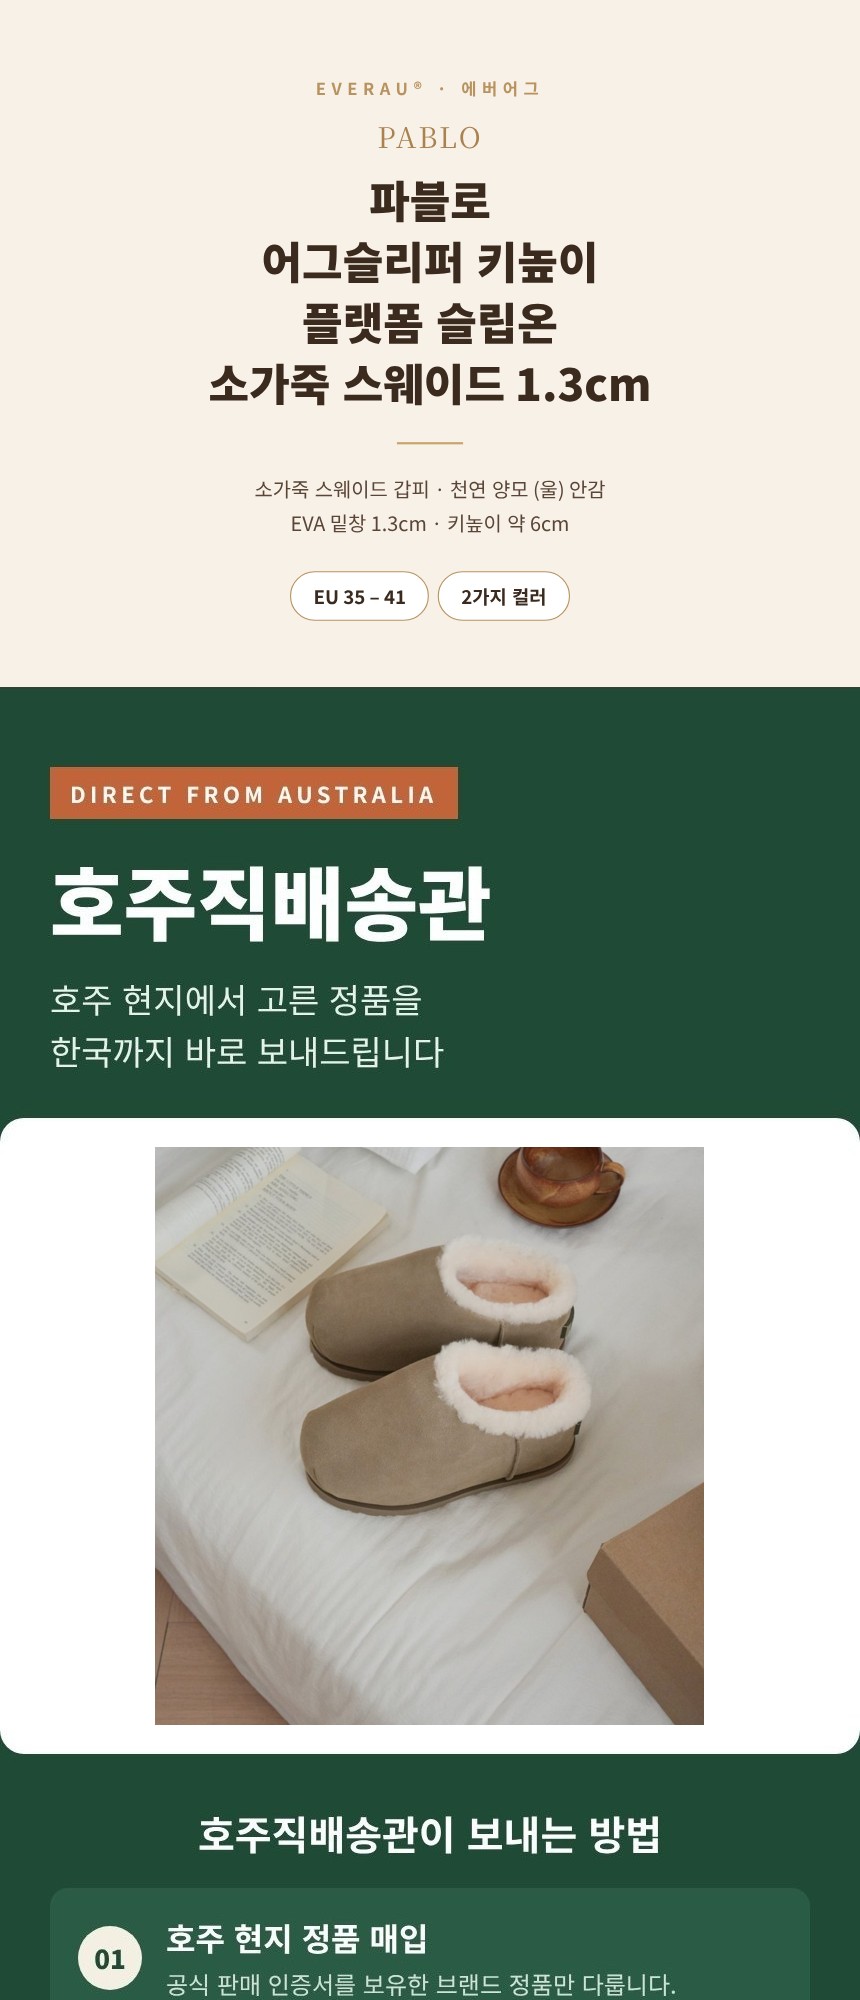 EVERAU® · 에버어그
PABLO
파블로
어그슬리퍼 키높이
플랫폼 슬립온
소가죽 스웨이드 1.3cm
소가죽 스웨이드 갑피 · 천연 양모 (울) 안감
EVA 밑창 1.3cm · 키높이 약 6cm
EU 35 – 41
2가지 컬러
DIRECT FROM AUSTRALIA
호주직배송관
호주 현지에서 고른 정품을
한국까지 바로 보내드립니다
호주직배송관이 보내는 방법
01
호주 현지 정품 매입
공식 판매 인증서를 보유한 브랜드 정품만 다룹니다.